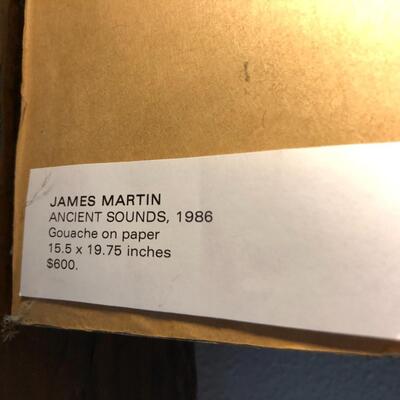 JAMES MARTIN
ANCIENT SOUNDS, 1986
Gouache on paper
15.5 x 19.75 inches
$600.